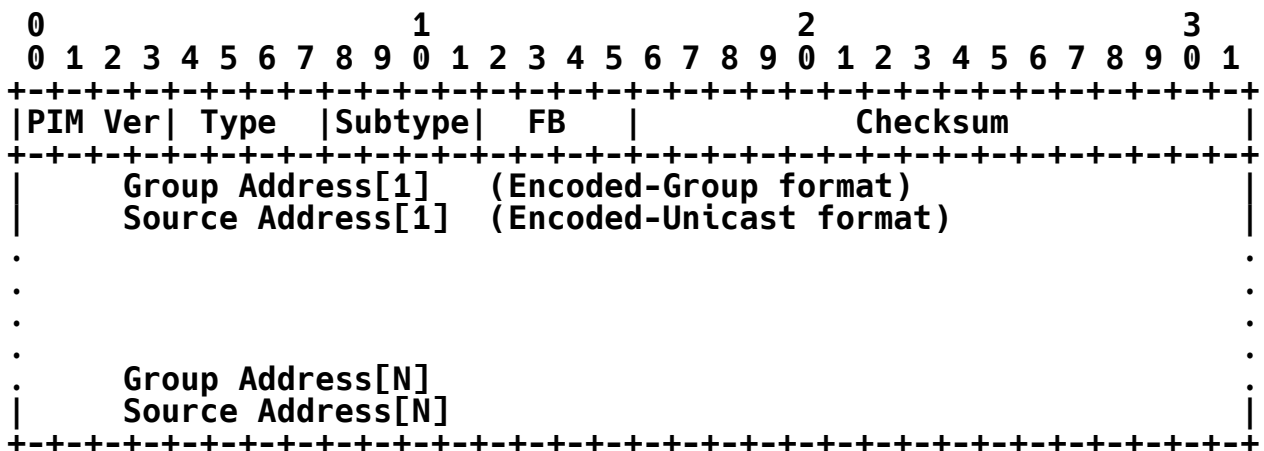 0                   1                   2                   3
 0 1 2 3 4 5 6 7 8 9 0 1 2 3 4 5 6 7 8 9 0 1 2 3 4 5 6 7 8 9 0 1
+-+-+-+-+-+-+-+-+-+-+-+-+-+-+-+-+-+-+-+-+-+-+-+-+-+-+-+-+-+-+-+-+
|PIM Ver| Type  |Subtype|  FB   |           Checksum            |
+-+-+-+-+-+-+-+-+-+-+-+-+-+-+-+-+-+-+-+-+-+-+-+-+-+-+-+-+-+-+-+-+
|     Group Address[1]   (Encoded-Group format)                 |
|     Source Address[1]  (Encoded-Unicast format)               |
.                                                               .
.                                                               .
.                                                               .
.                                                               .
.     Group Address[N]                                          .
|     Source Address[N]                                         |
+-+-+-+-+-+-+-+-+-+-+-+-+-+-+-+-+-+-+-+-+-+-+-+-+-+-+-+-+-+-+-+-+